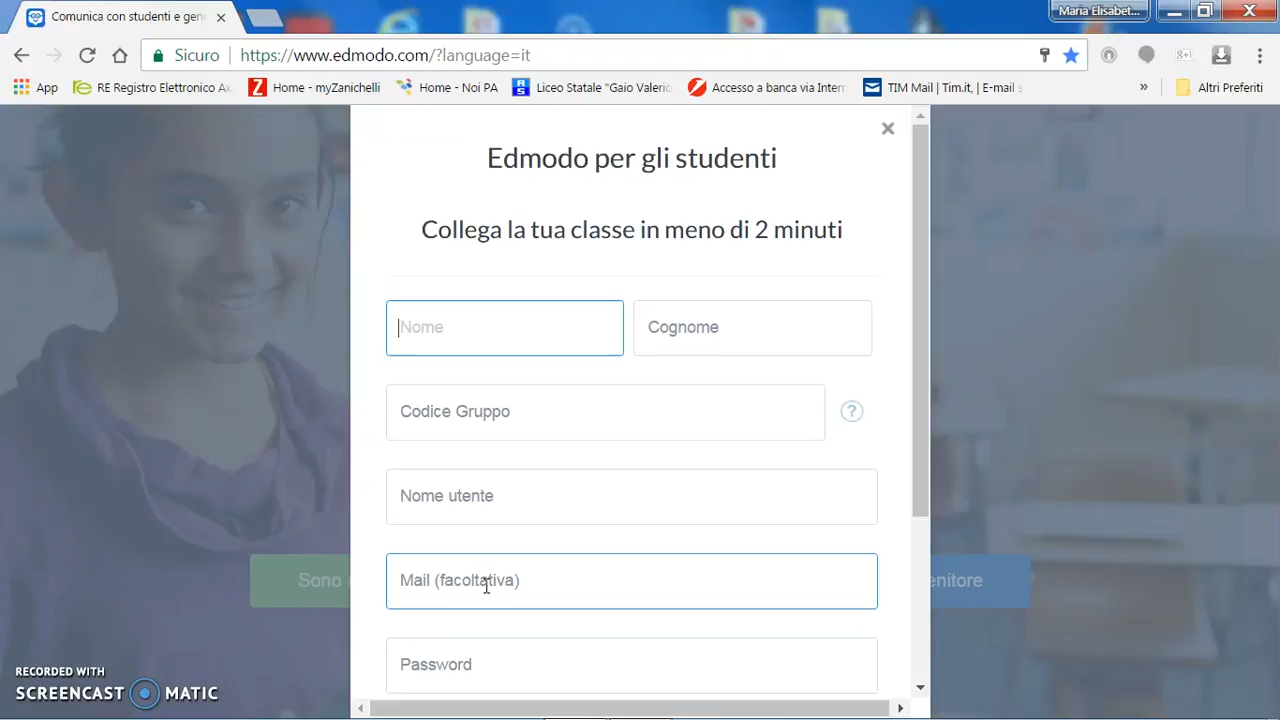 Comunica con studenti e gen
Maria Elisabet...
Sicuro
https://www.edmodo.com/?language=it
App
RE Registro Elettronico Ax
Home - myZanichelli
Home - Noi PA
Liceo Statale "Gaio Valerio
Accesso a banca via Intern
TIM Mail | Tim.it, | E-mail s
»
Altri Preferiti
Edmodo per gli studenti
Collega la tua classe in meno di 2 minuti
Nome
Cognome
Codice Gruppo
?
Nome utente
Sono
Mail (facoltativa)
enitore
Password
RECORDED WITH
SCREENCAST MATIC